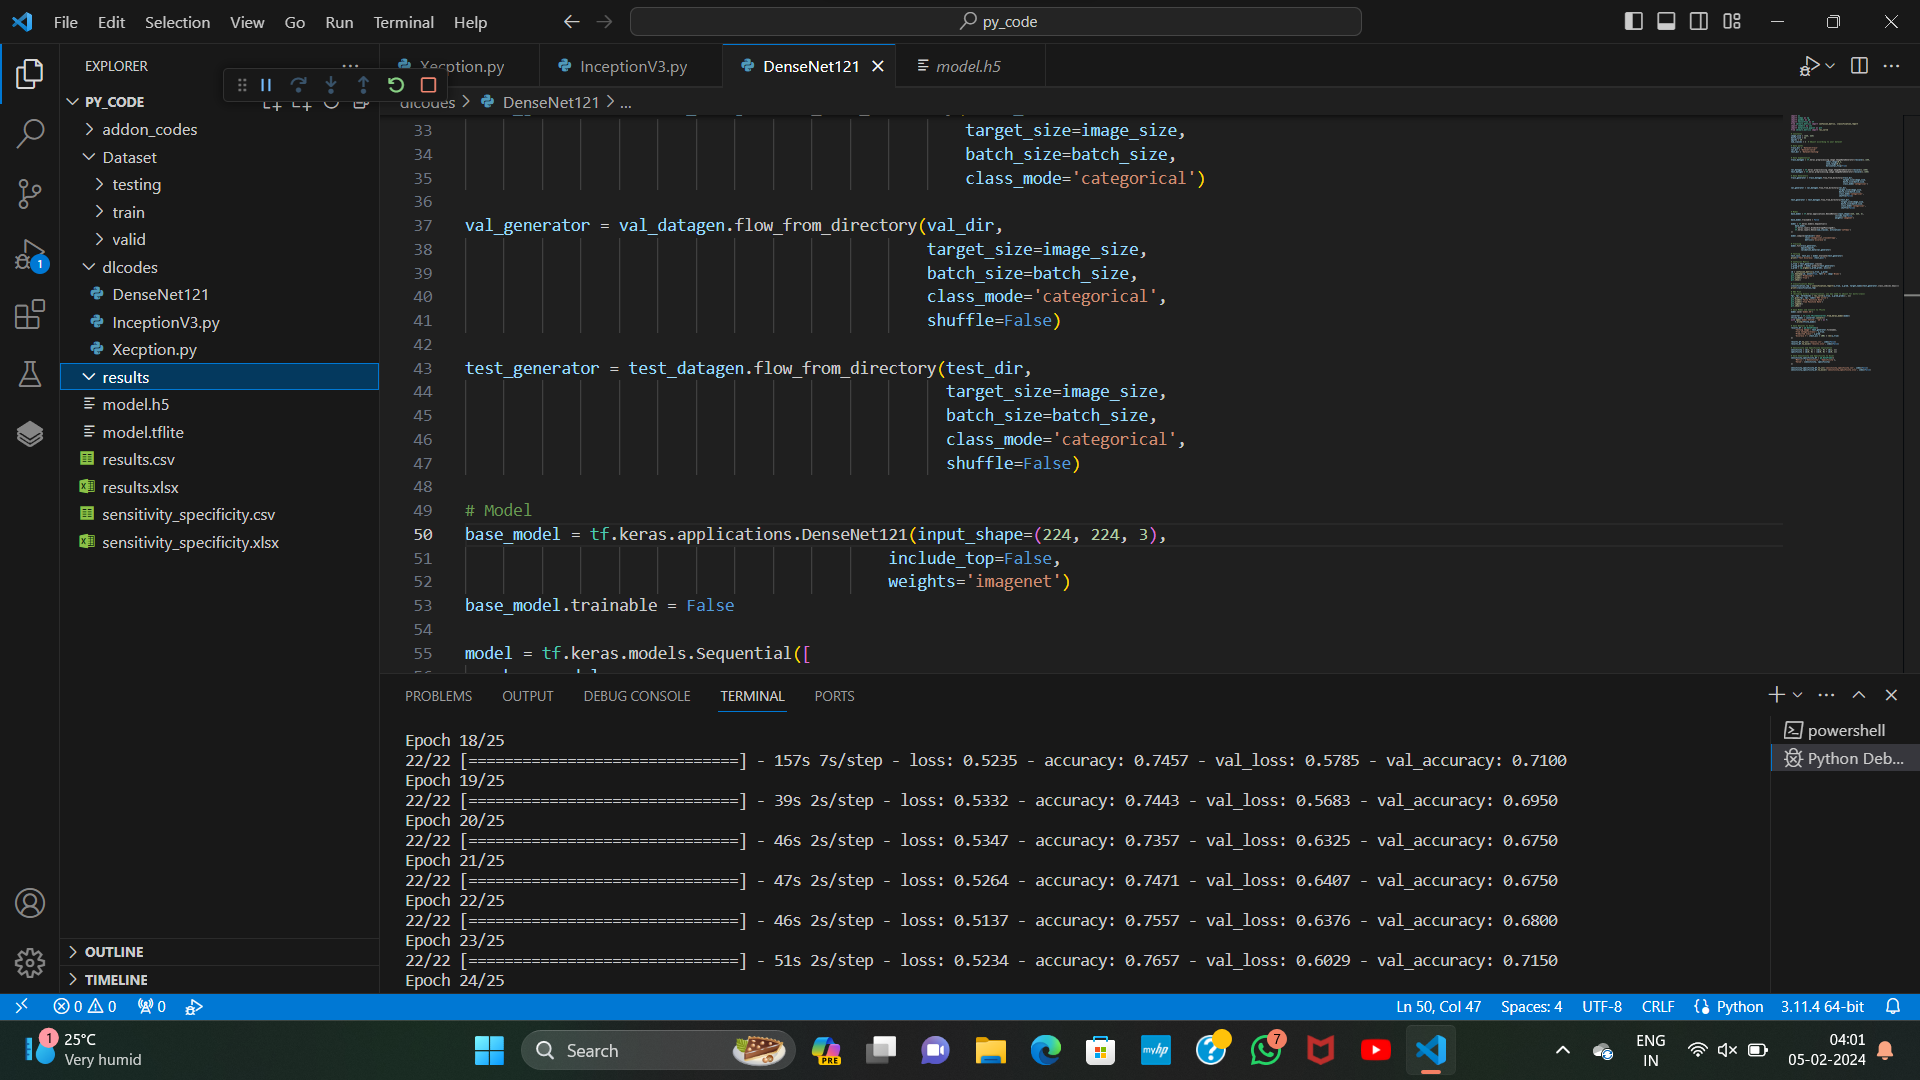 File Edit Selection View Go Run Terminal Help
py_code
EXPLORER
PY_CODE
addon_codes
Dataset
testing
train
valid
dlcodes
DenseNet121
InceptionV3.py
Xecption.py
results
model.h5
model.tflite
results.csv
results.xlsx
sensitivity_specificity.csv
sensitivity_specificity.xlsx
OUTLINE
TIMELINE
1
Xecption.py InceptionV3.py DenseNet121 model.h5
dlcodes > DenseNet121 > ...
33 target_size=image_size,
34 batch_size=batch_size,
35 class_mode='categorical')
36
37 val_generator = val_datagen.flow_from_directory(val_dir,
38 target_size=image_size,
39 batch_size=batch_size,
40 class_mode='categorical',
41 shuffle=False)
42
43 test_generator = test_datagen.flow_from_directory(test_dir,
44 target_size=image_size,
45 batch_size=batch_size,
46 class_mode='categorical',
47 shuffle=False)
48
49 # Model
50 base_model = tf.keras.applications.DenseNet121(input_shape=(224, 224, 3),
51 include_top=False,
52 weights='imagenet')
53 base_model.trainable = False
54
55 model = tf.keras.models.Sequential([
PROBLEMS OUTPUT DEBUG CONSOLE TERMINAL PORTS
powershell
Python Deb...
Epoch 18/25
22/22 [==============================] - 157s 7s/step - loss: 0.5235 - accuracy: 0.7457 - val_loss: 0.5785 - val_accuracy: 0.7100
Epoch 19/25
22/22 [==============================] - 39s 2s/step - loss: 0.5332 - accuracy: 0.7443 - val_loss: 0.5683 - val_accuracy: 0.6950
Epoch 20/25
22/22 [==============================] - 46s 2s/step - loss: 0.5347 - accuracy: 0.7357 - val_loss: 0.6325 - val_accuracy: 0.6750
Epoch 21/25
22/22 [==============================] - 47s 2s/step - loss: 0.5264 - accuracy: 0.7471 - val_loss: 0.6407 - val_accuracy: 0.6750
Epoch 22/25
22/22 [==============================] - 46s 2s/step - loss: 0.5137 - accuracy: 0.7557 - val_loss: 0.6376 - val_accuracy: 0.6800
Epoch 23/25
22/22 [==============================] - 51s 2s/step - loss: 0.5234 - accuracy: 0.7657 - val_loss: 0.6029 - val_accuracy: 0.7150
Epoch 24/25
0 0 0 Ln 50, Col 47 Spaces: 4 UTF-8 CRLF {} Python 3.11.4 64-bit
1
25°C
Very humid
Search
PRE
myhp
7
ENG
IN
04:01
05-02-2024